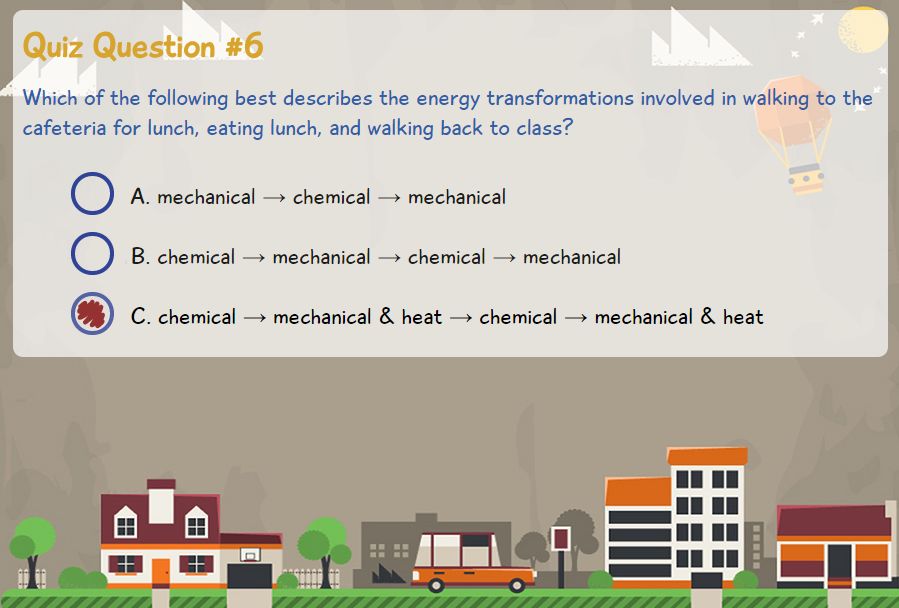 Quiz Question #6
Which of the following best describes the energy transformations involved in walking to the
cafeteria for lunch, eating lunch, and walking back to class?
A. mechanical → chemical → mechanical
B. chemical → mechanical → chemical → mechanical
C. chemical → mechanical & heat → chemical → mechanical & heat